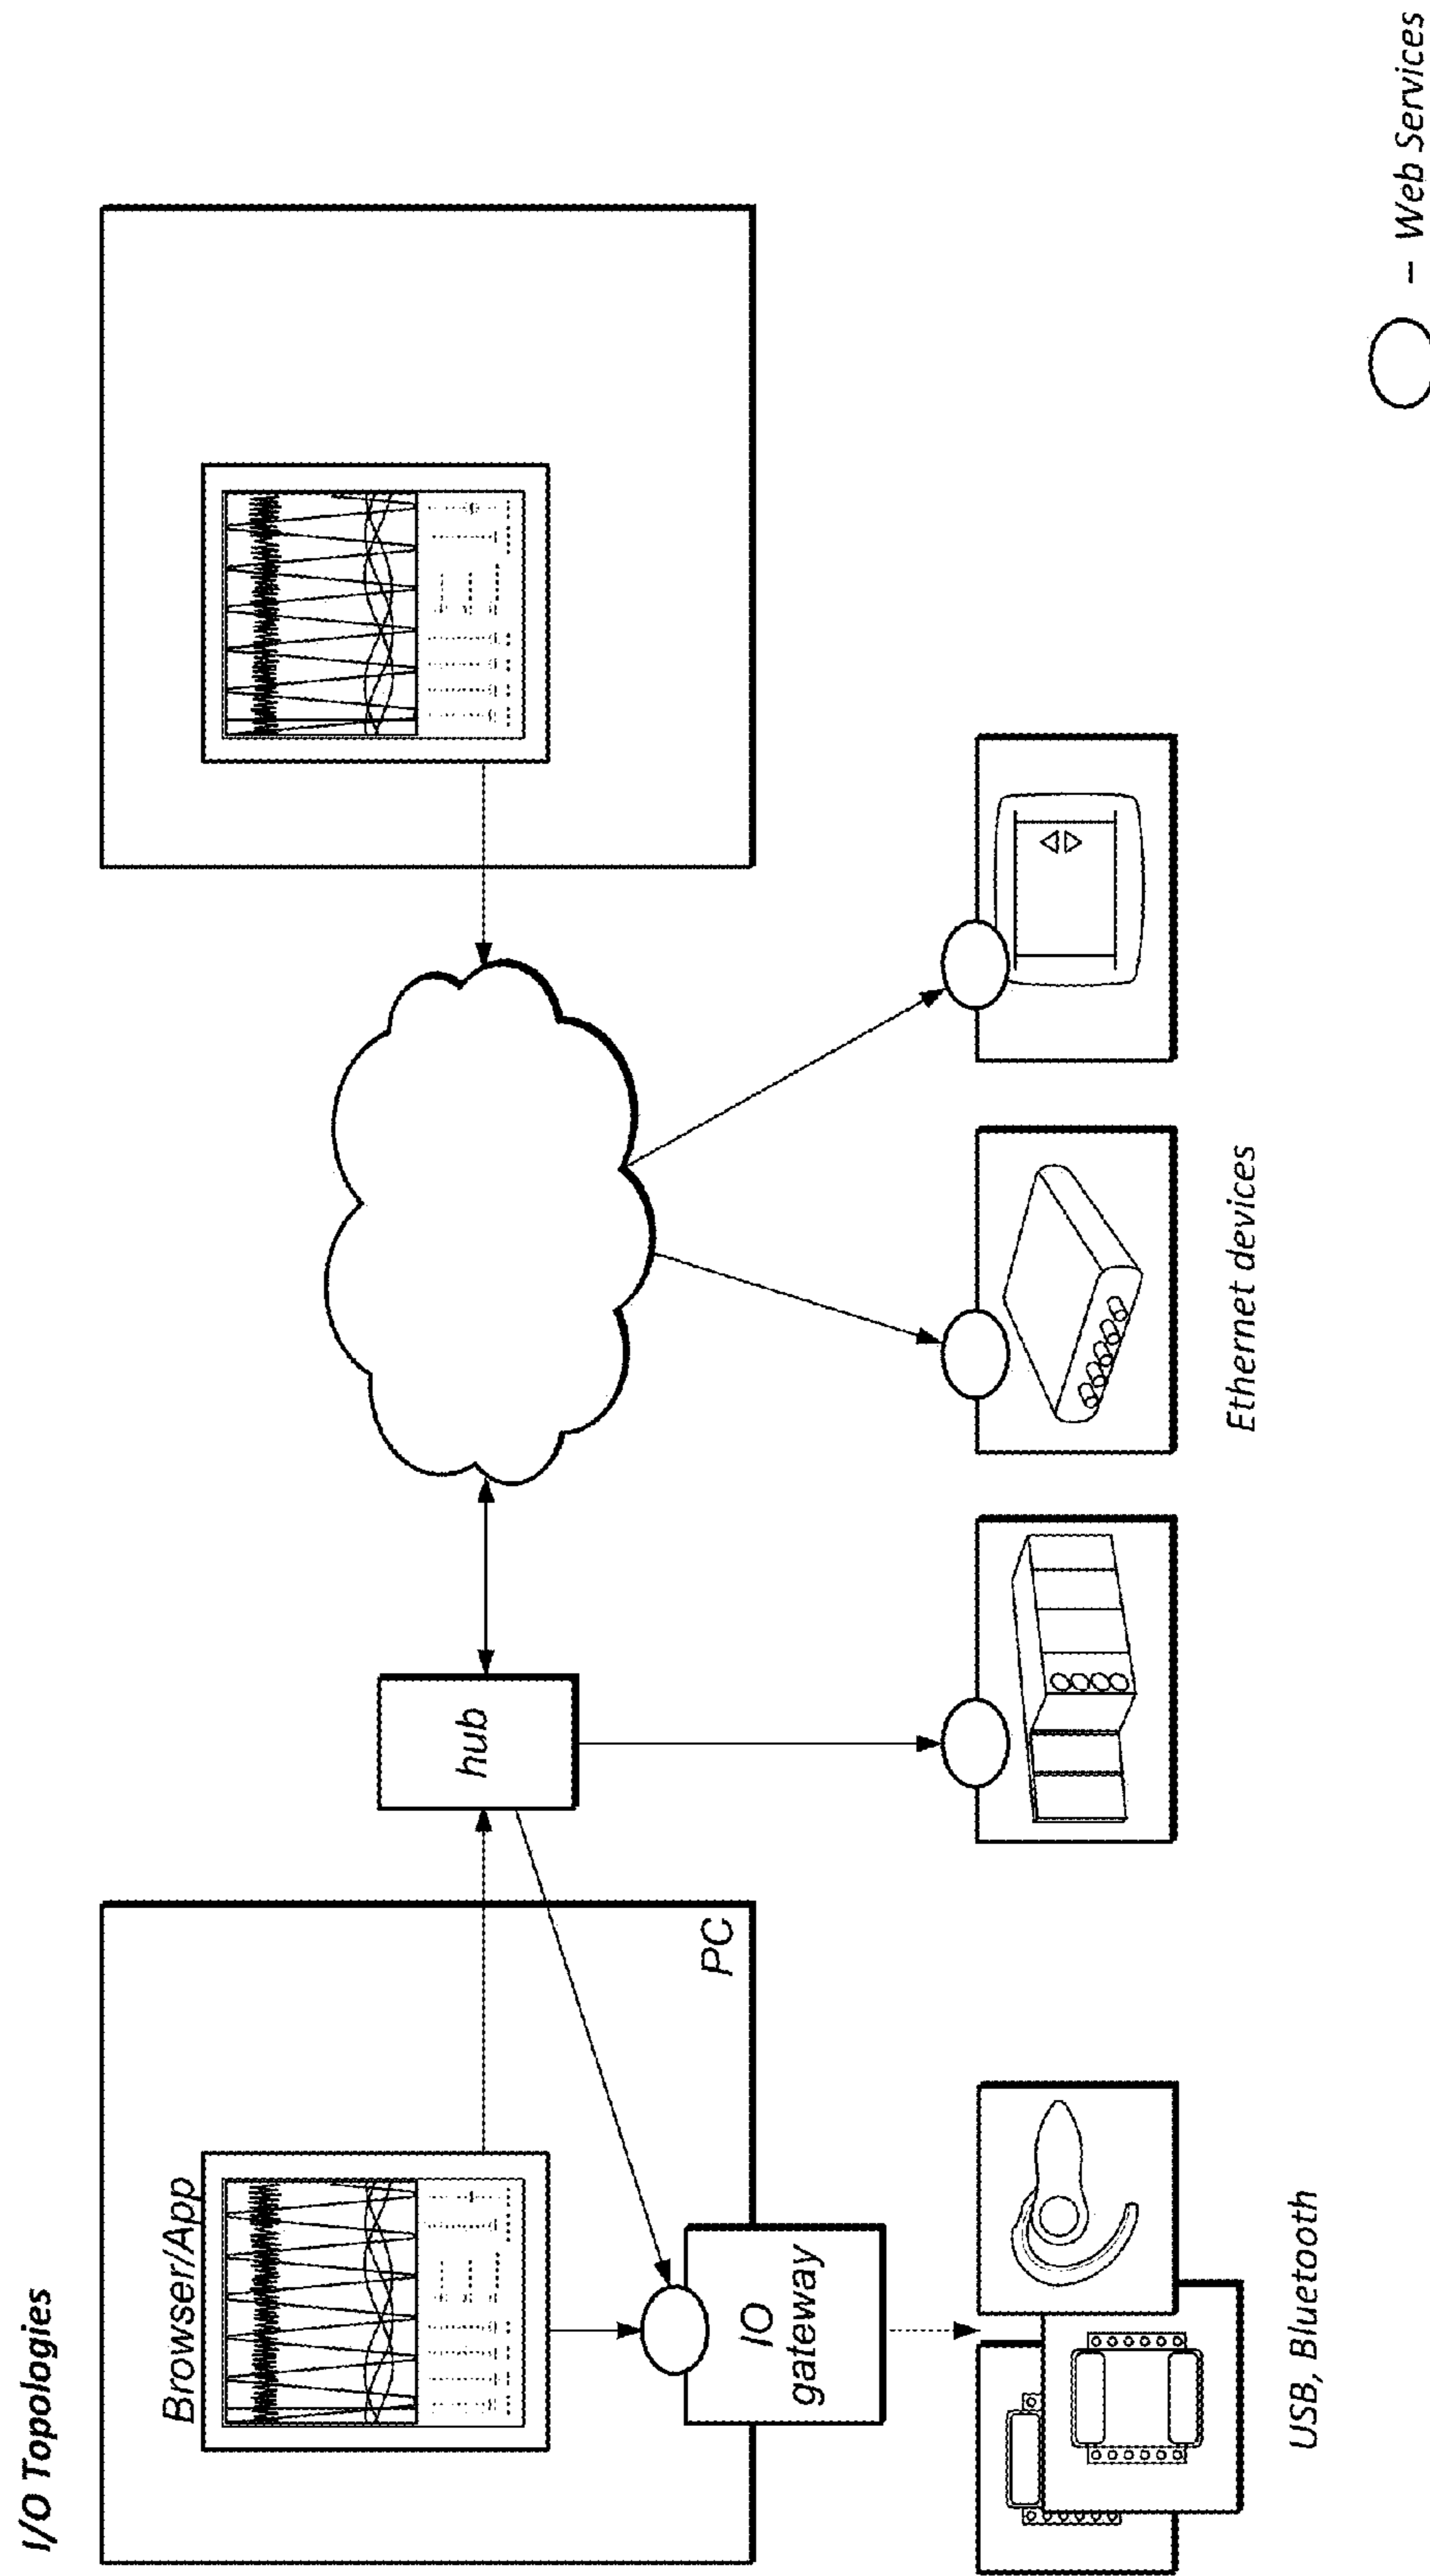 I/O Topologies
Browser/App
PC
hub
IO
gateway
USB, Bluetooth
Ethernet devices
– Web Services